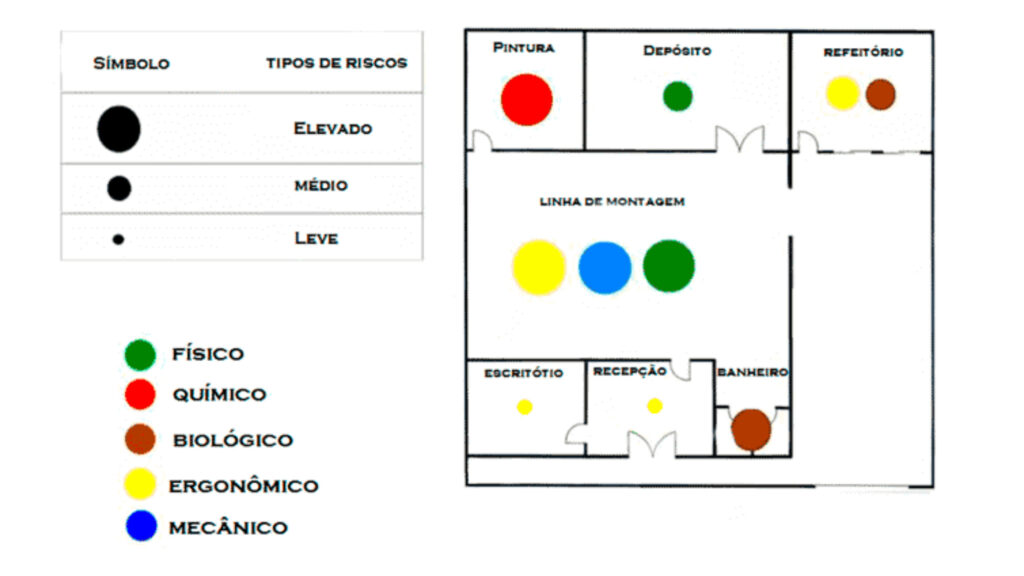 SÍMBOLO TIPOS DE RISCOS
ELEVADO
MÉDIO
LEVE
FÍSICO
QUÍMICO
BIOLÓGICO
ERGONÔMICO
MECÂNICO
PINTURA
DEPÓSITO
REFEITÓRIO
LINHA DE MONTAGEM
ESCRITÓTIO
RECEPÇÃO
BANHEIRO